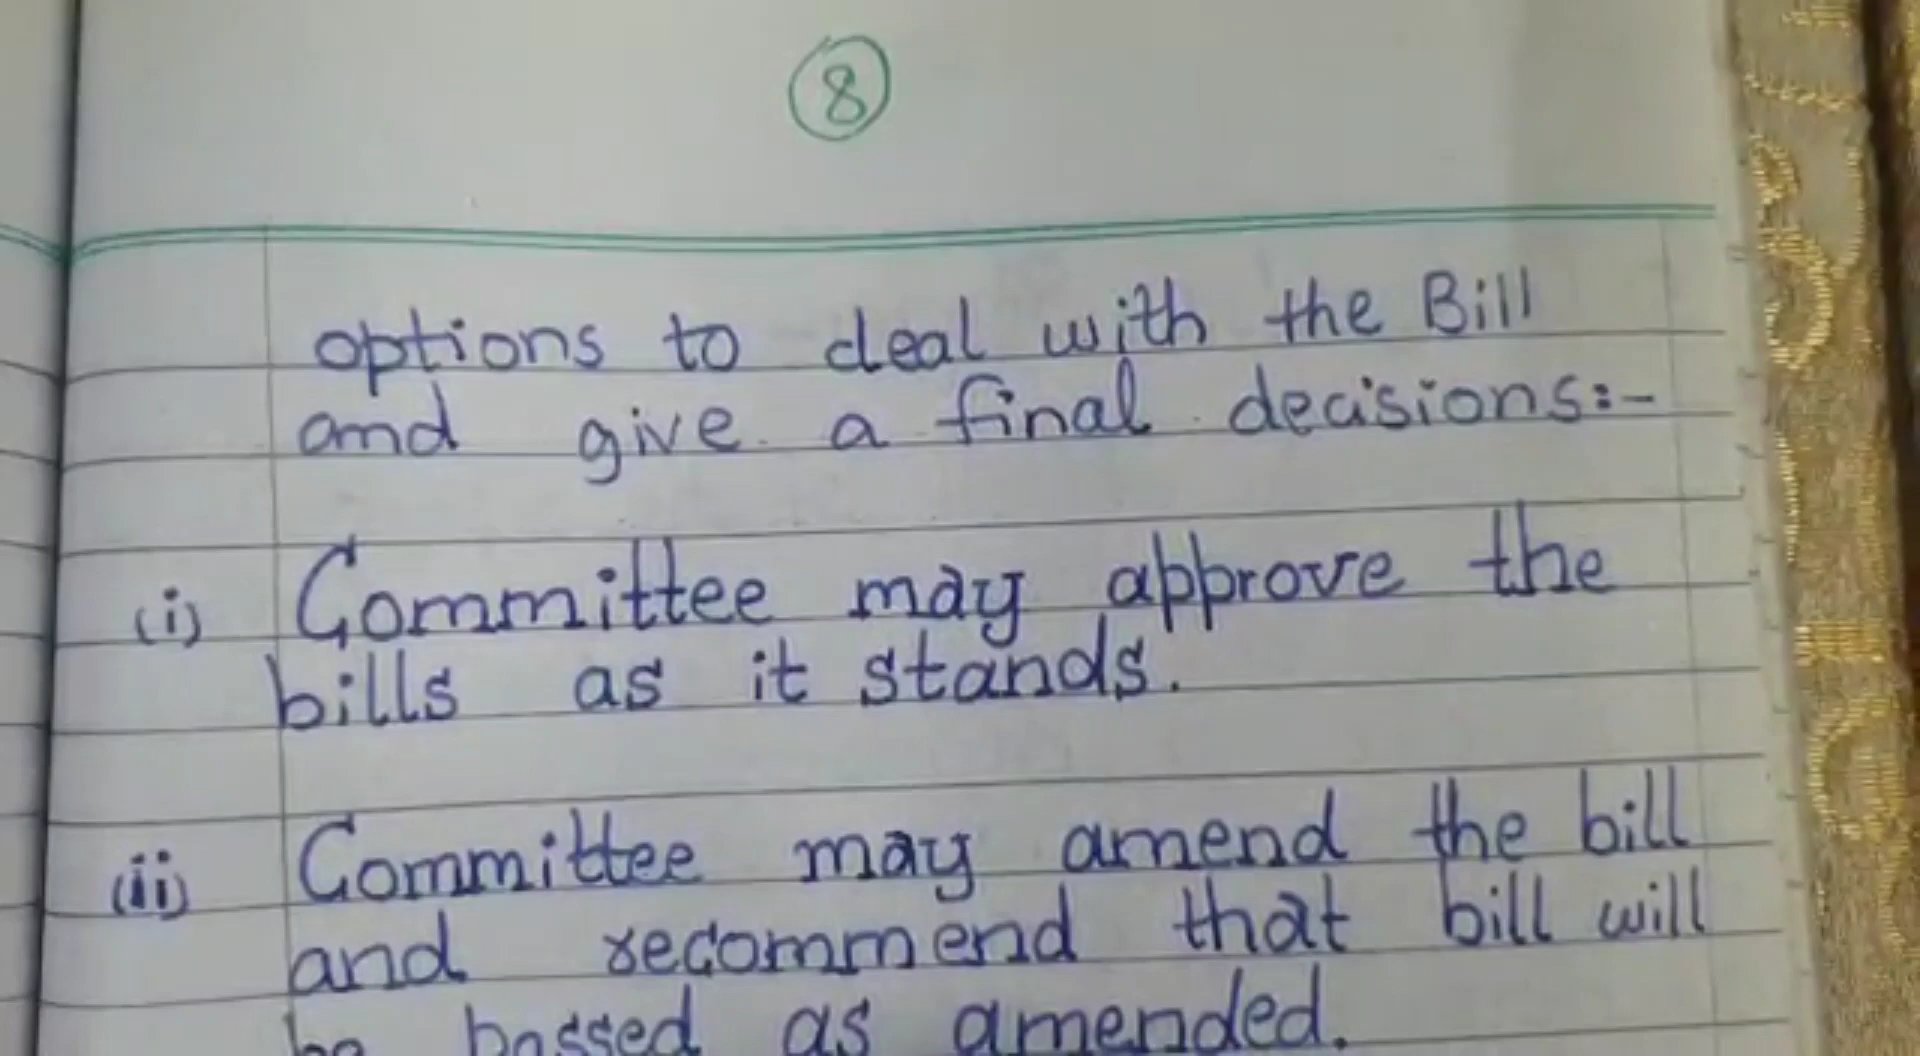 8
options to deal with the Bill
and give a final decisions:-
(i) Committee may approve the
bills as it stands.
(ii) Committee may amend the bill
and recommend that bill will
be passed as amended.